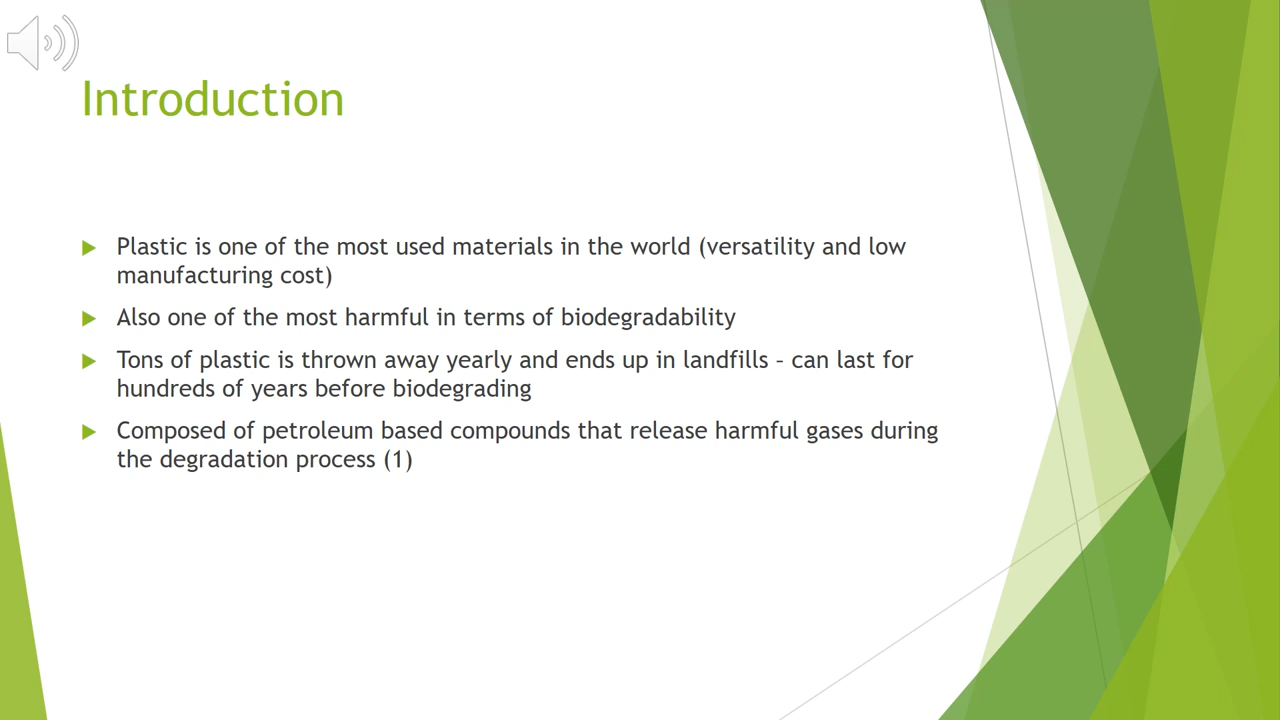 Introduction
Plastic is one of the most used materials in the world (versatility and low
manufacturing cost)
Also one of the most harmful in terms of biodegradability
Tons of plastic is thrown away yearly and ends up in landfills – can last for
hundreds of years before biodegrading
Composed of petroleum based compounds that release harmful gases during
the degradation process (1)